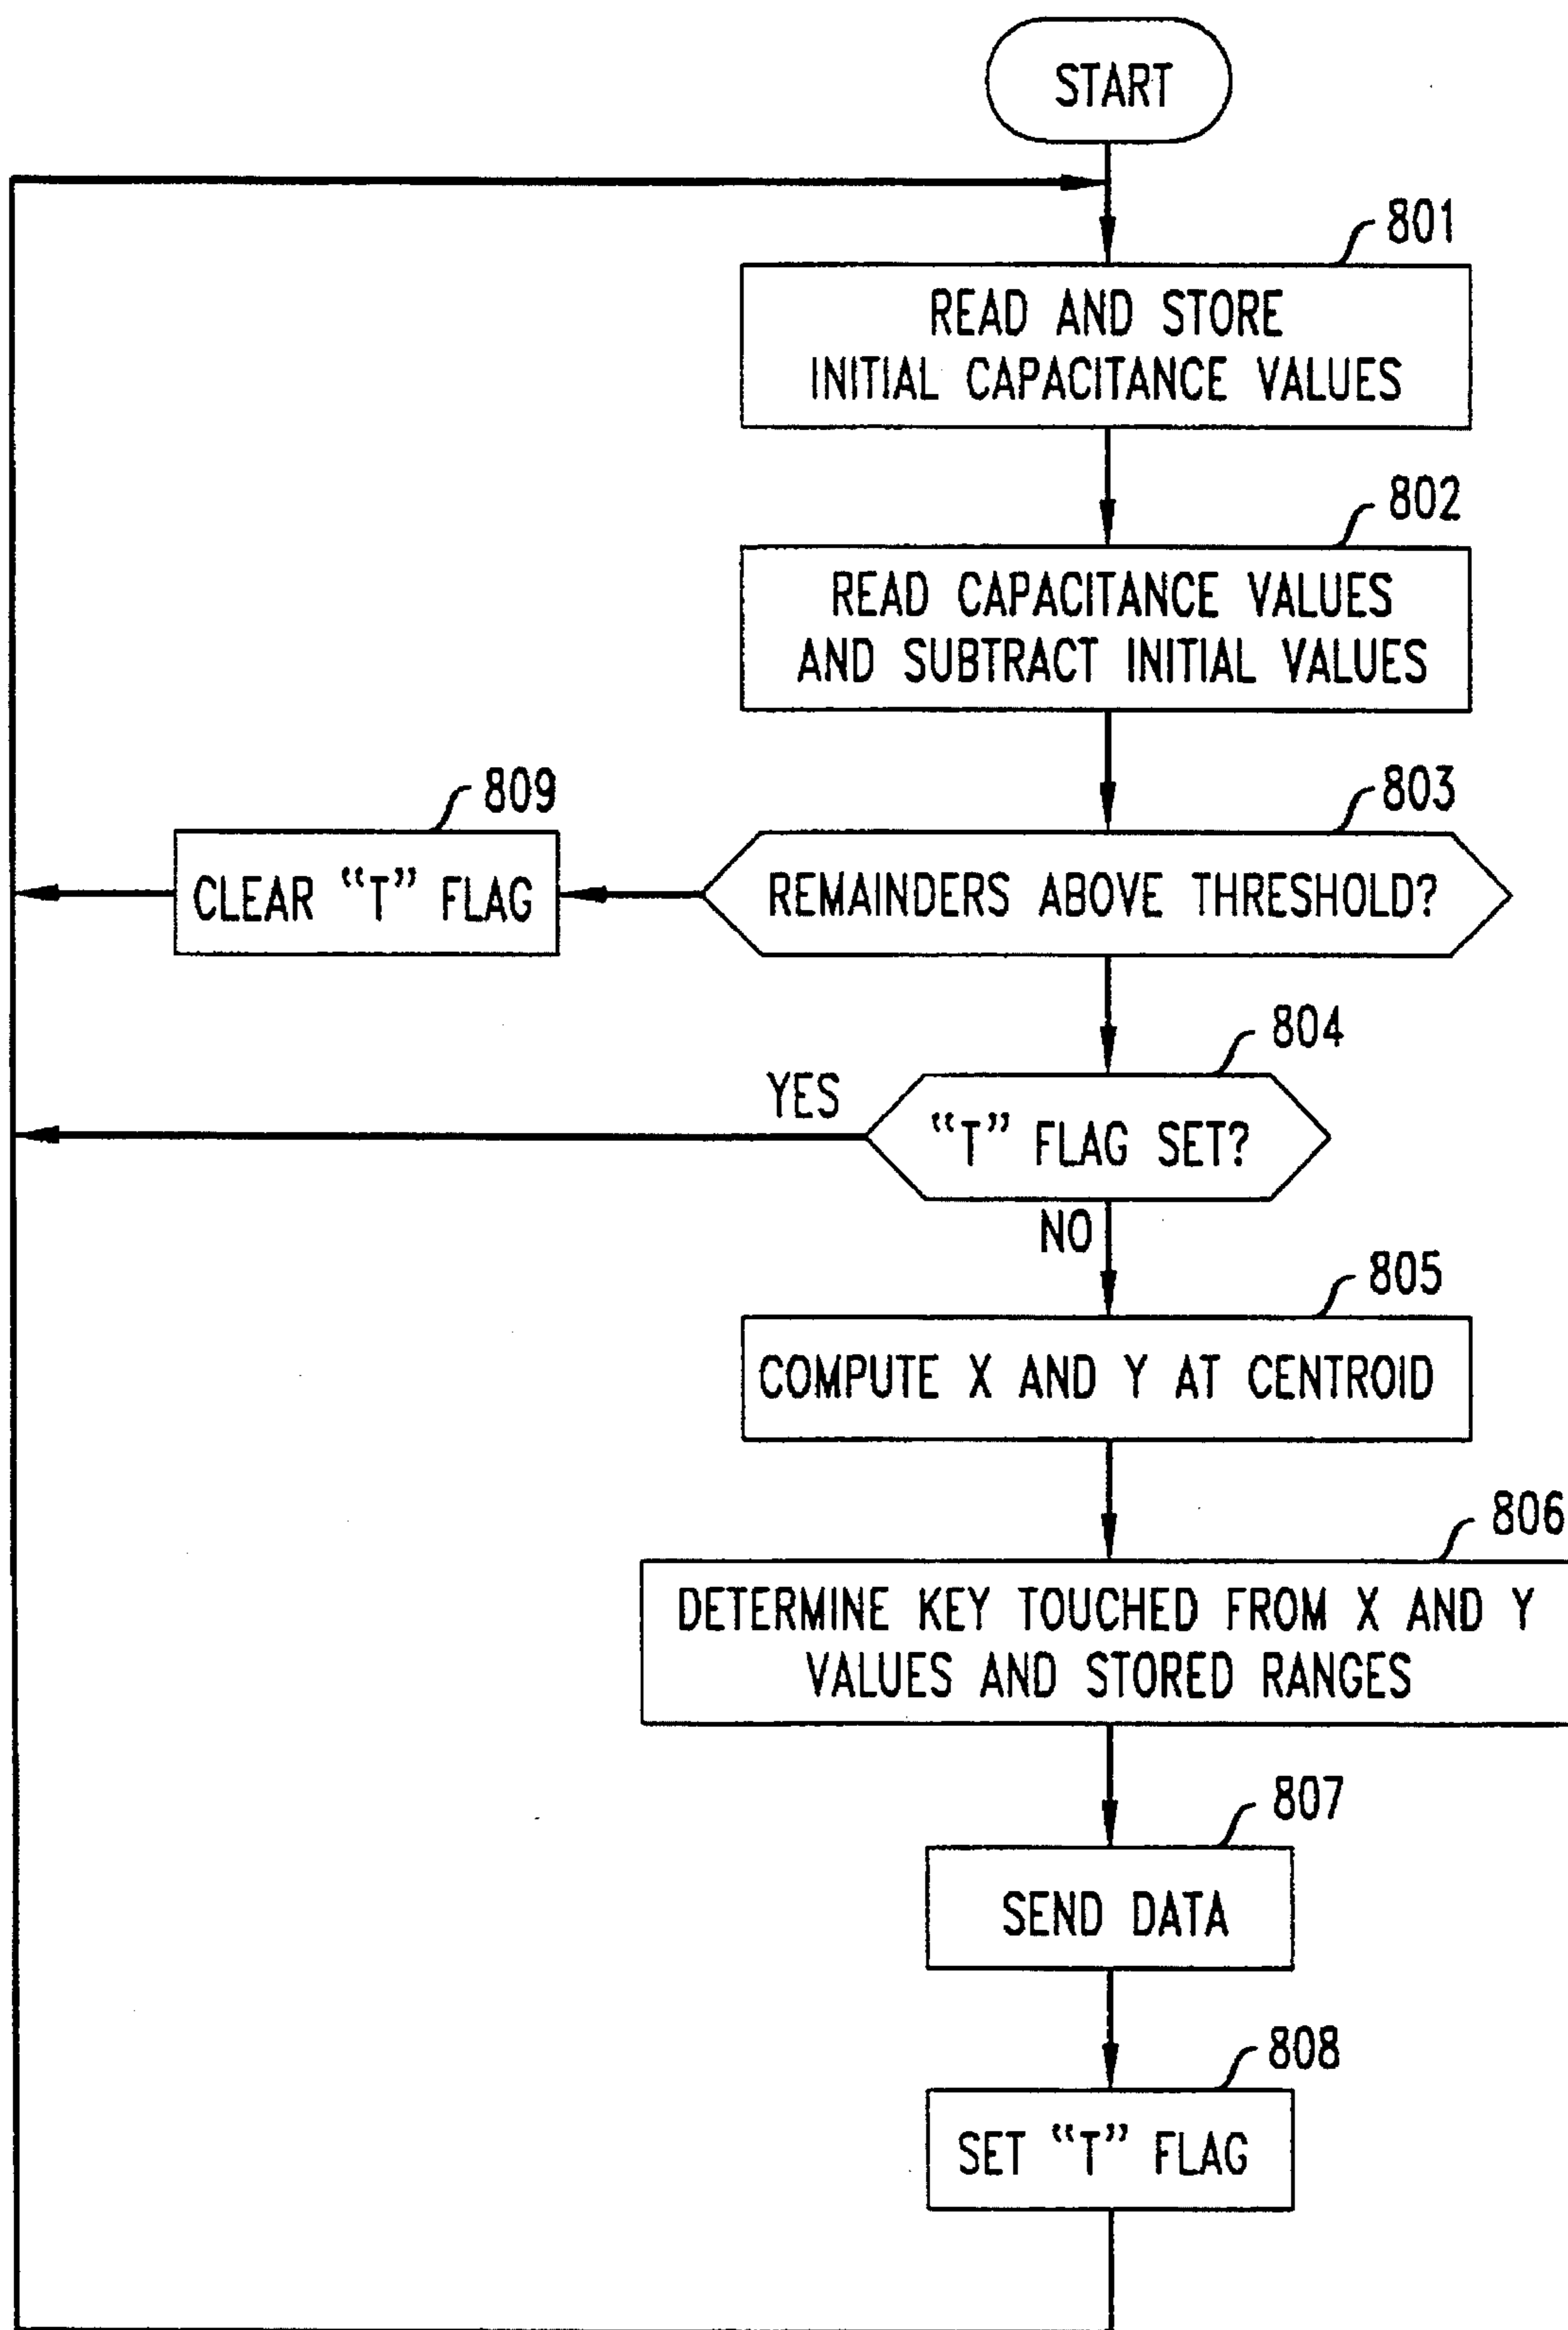 START
801
READ AND STORE
INITIAL CAPACITANCE VALUES
802
READ CAPACITANCE VALUES
AND SUBTRACT INITIAL VALUES
803
REMAINDERS ABOVE THRESHOLD?
809
CLEAR “T” FLAG
804
“T” FLAG SET?
YES
NO
805
COMPUTE X AND Y AT CENTROID
806
DETERMINE KEY TOUCHED FROM X AND Y
VALUES AND STORED RANGES
807
SEND DATA
808
SET “T” FLAG